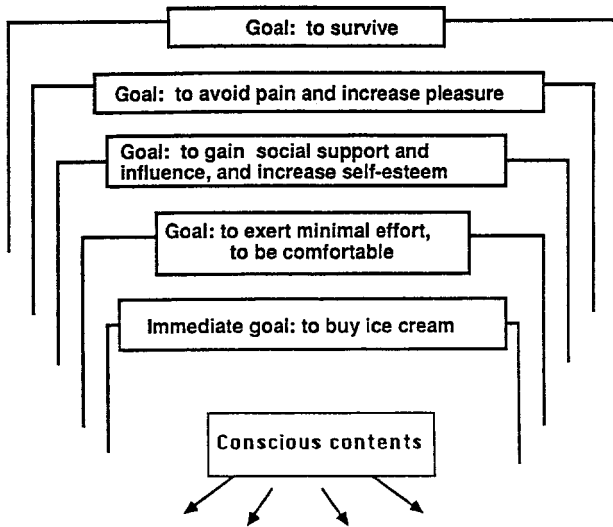 Goal: to survive
Goal: to avoid pain and increase pleasure
Goal: to gain social support and
influence, and increase self-esteem
Goal: to exert minimal effort,
to be comfortable
Immediate goal: to buy ice cream
Conscious contents